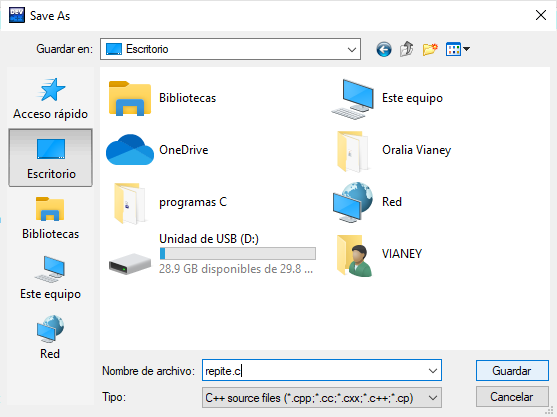 DEV
Save As
Guardar en:
Escritorio
Acceso rápido
Escritorio
Bibliotecas
Este equipo
Red
Bibliotecas
Este equipo
OneDrive
Oralia Vianey
programas C
Red
Unidad de USB (D:)
28.9 GB disponibles de 29.8 ...
VIANEY
Nombre de archivo:
repite.c
Guardar
Tipo:
C++ source files (*.cpp;*.cc;*.cxx;*.c++;*.cp)
Cancelar